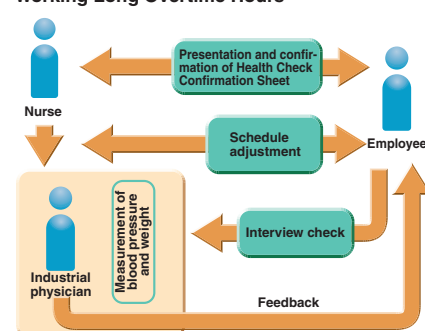 Working Long Overtime Hours
Presentation and confir-
mation of Health Check
Confirmation Sheet
Nurse
Employee
Schedule
adjustment
Measurement of
blood pressure
and weight
Interview check
Industrial
physician
Feedback